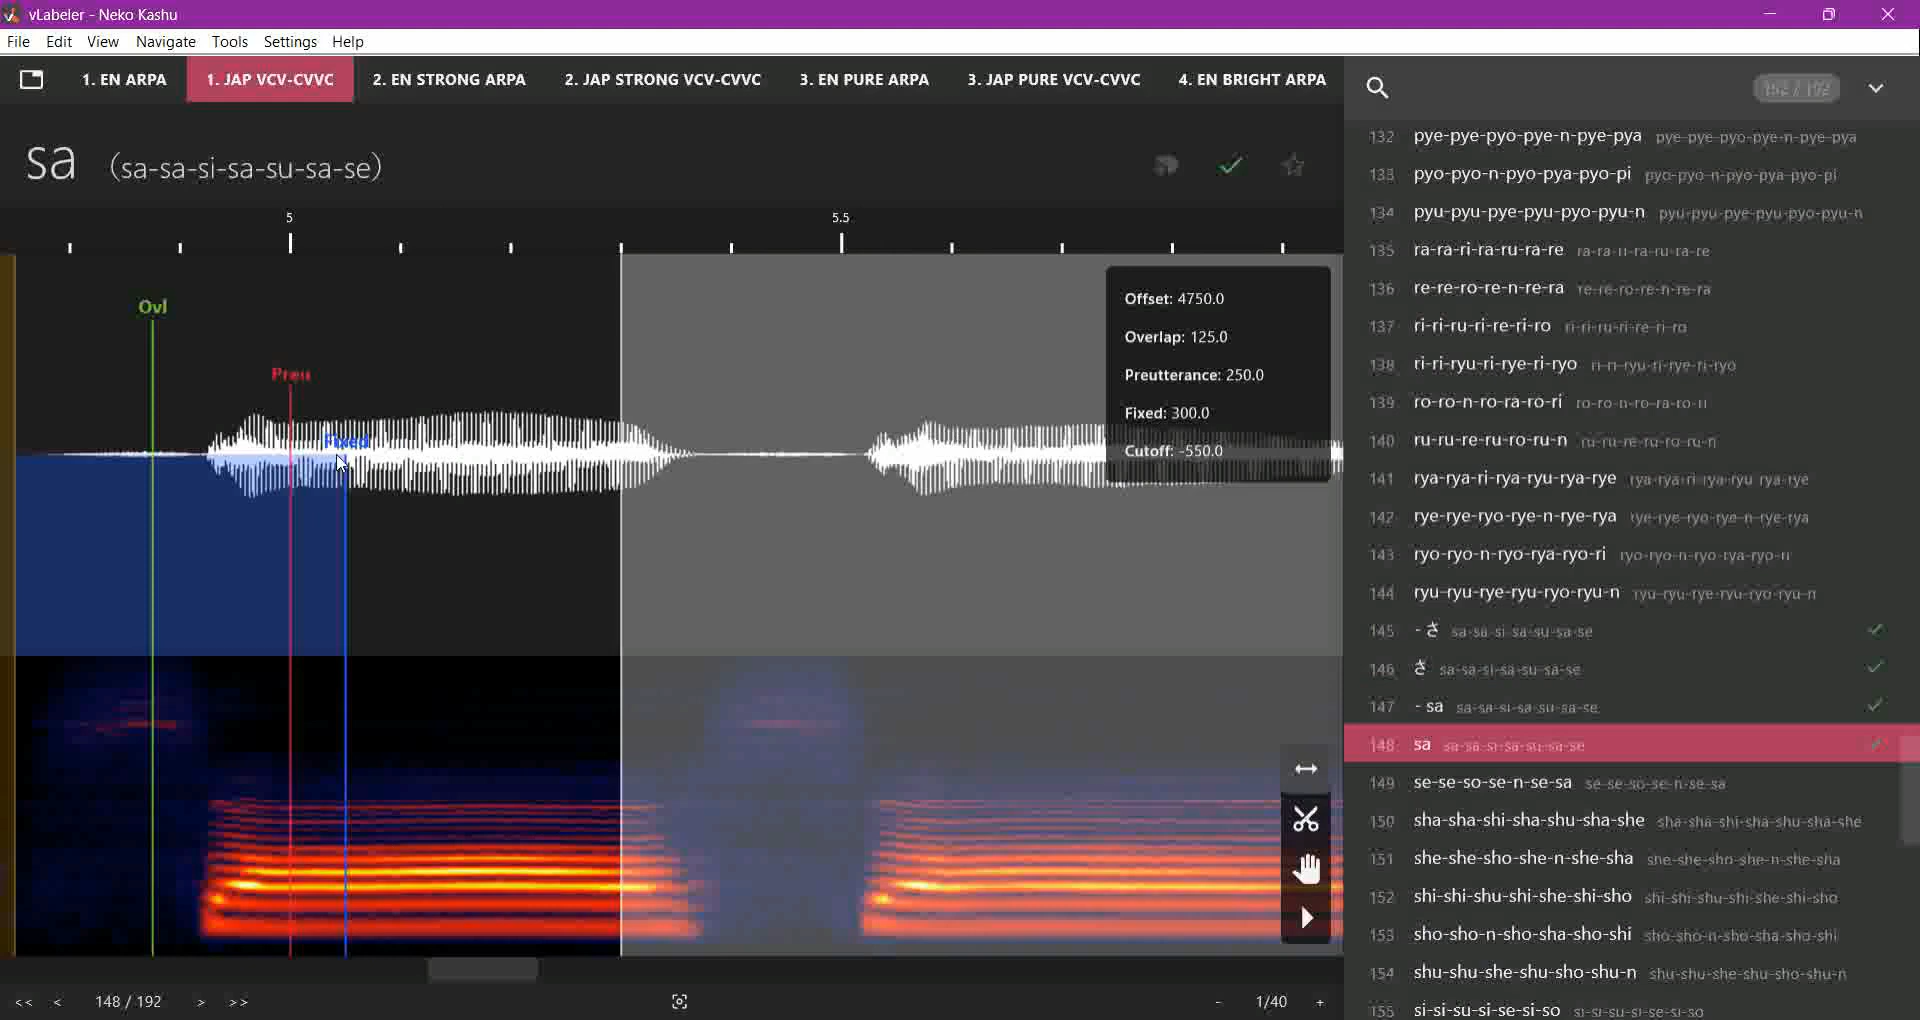 vLabeler - Neko Kashu
File Edit View Navigate Tools Settings Help
1. EN ARPA 1. JAP VCV-CVVC 2. EN STRONG ARPA 2. JAP STRONG VCV-CVVC 3. EN PURE ARPA 3. JAP PURE VCV-CVVC 4. EN BRIGHT ARPA
sa (sa-sa-si-sa-su-sa-se)
5 5.5
Ovl
Preu
Fixed
Offset: 4750.0
Overlap: 125.0
Preutterance: 250.0
Fixed: 300.0
Cutoff: -550.0
<< < 148 / 192 > >> - 1/40 +
192 / 192
132 pye-pye-pyo-pye-n-pye-pya pye-pye-pyo-pye-n-pye-pya
133 pyo-pyo-n-pyo-pya-pyo-pi pyo-pyo-n-pyo-pya-pyo-pi
134 pyu-pyu-pye-pyu-pyo-pyu-n pyu-pyu-pye-pyu-pyo-pyu-n
135 ra-ra-ri-ra-ru-ra-re ra-ra-ri-ra-ru-ra-re
136 re-re-ro-re-n-re-ra re-re-ro-re-n-re-ra
137 ri-ri-ru-ri-re-ri-ro ri-ri-ru-ri-re-ri-ro
138 ri-ri-ryu-ri-rye-ri-ryo ri-ri-ryu-ri-rye-ri-ryo
139 ro-ro-n-ro-ra-ro-ri ro-ro-n-ro-ra-ro-ri
140 ru-ru-re-ru-ro-ru-n ru-ru-re-ru-ro-ru-n
141 rya-rya-ri-rya-ryu-rya-rye rya-rya-ri-rya-ryu-rya-rye
142 rye-rye-ryo-rye-n-rye-rya rye-rye-ryo-rye-n-rye-rya
143 ryo-ryo-n-ryo-rya-ryo-ri ryo-ryo-n-ryo-rya-ryo-ri
144 ryu-ryu-rye-ryu-ryo-ryu-n ryu-ryu-rye-ryu-ryo-ryu-n
145 - さ sa-sa-si-sa-su-sa-se
146 さ sa-sa-si-sa-su-sa-se
147 - sa sa-sa-si-sa-su-sa-se
148 sa sa-sa-si-sa-su-sa-se
149 se-se-so-se-n-se-sa se-se-so-se-n-se-sa
150 sha-sha-shi-sha-shu-sha-she sha-sha-shi-sha-shu-sha-she
151 she-she-sho-she-n-she-sha she-she-sho-she-n-she-sha
152 shi-shi-shu-shi-she-shi-sho shi-shi-shu-shi-she-shi-sho
153 sho-sho-n-sho-sha-sho-shi sho-sho-n-sho-sha-sho-shi
154 shu-shu-she-shu-sho-shu-n shu-shu-she-shu-sho-shu-n
155 si-si-su-si-se-si-so si-si-su-si-se-si-so